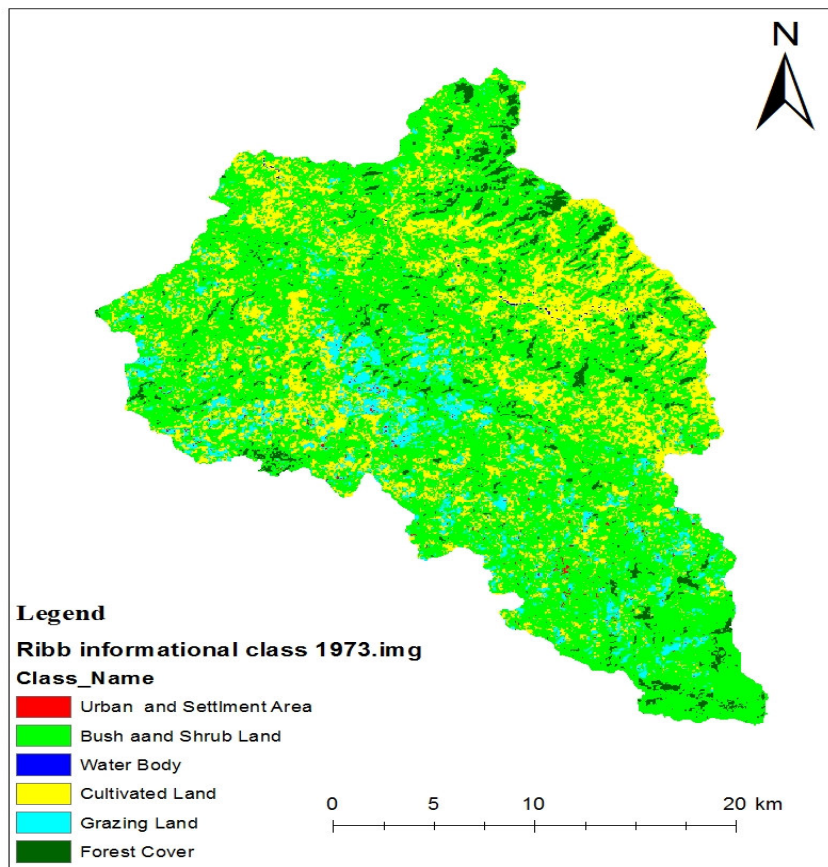 N
Legend
Ribb informational class 1973.img
Class_Name
Urban and Settlment Area
Bush aand Shrub Land
Water Body
Cultivated Land
Grazing Land
Forest Cover
0 5 10 20 km